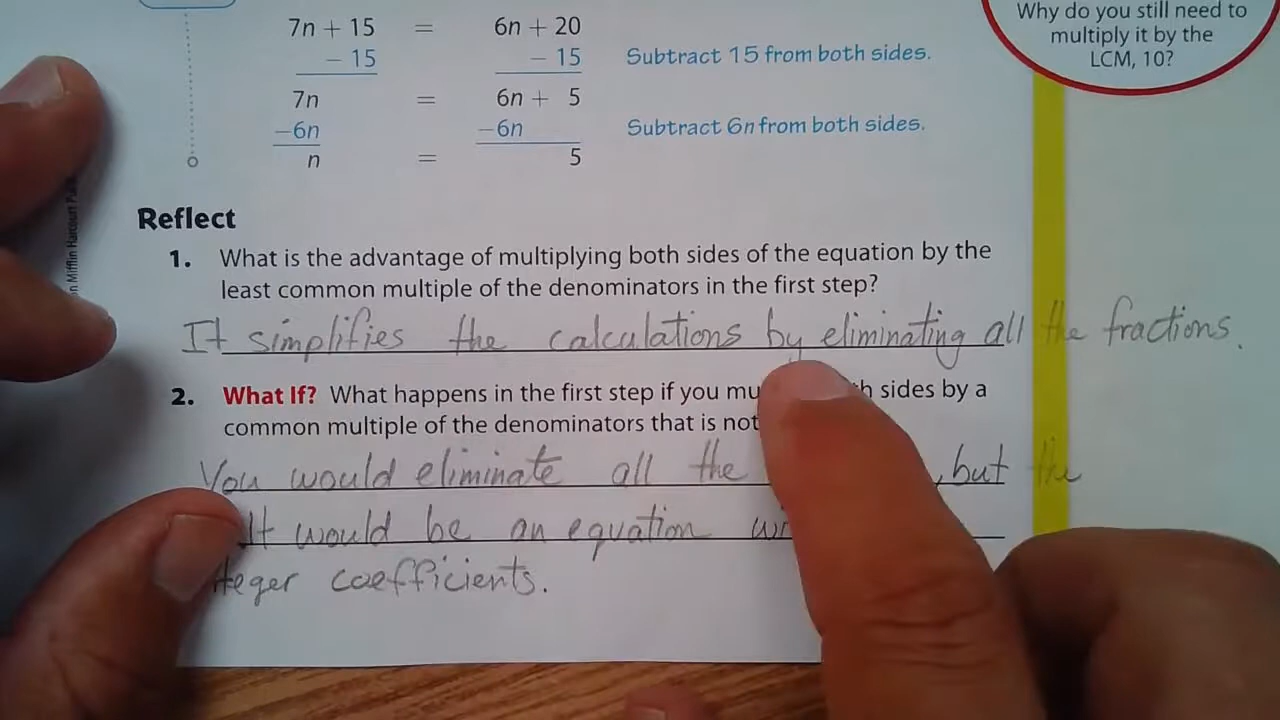 Why do you still need to
multiply it by the
LCM, 10?
7n + 15 = 6n + 20
− 15 − 15 Subtract 15 from both sides.
7n = 6n + 5
−6n −6n Subtract 6n from both sides.
n = 5
Mifflin Harcourt
Reflect
1. What is the advantage of multiplying both sides of the equation by the
least common multiple of the denominators in the first step?
It simplifies the calculations by eliminating all the fractions.
2. What If? What happens in the first step if you sides by a
common multiple of the denominators that is not
You would eliminate all the , but the
would be an equation
coefficients.